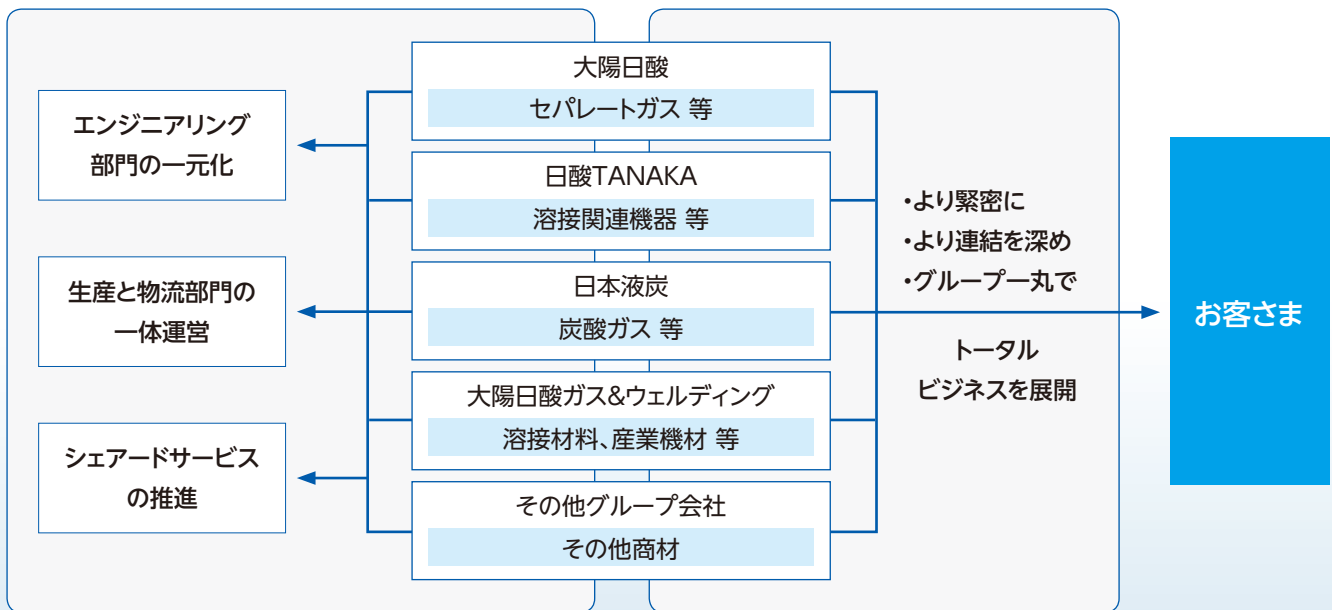 エンジニアリング
部門の一元化
生産と物流部門の
一体運営
シェアードサービス
の推進
大陽日酸
セパレートガス 等
日酸TANAKA
溶接関連機器 等
日本液炭
炭酸ガス 等
大陽日酸ガス&ウェルディング
溶接材料、産業機材 等
その他グループ会社
その他商材
・より緊密に
・より連結を深め
・グループ一丸で
トータル
ビジネスを展開
お客さま